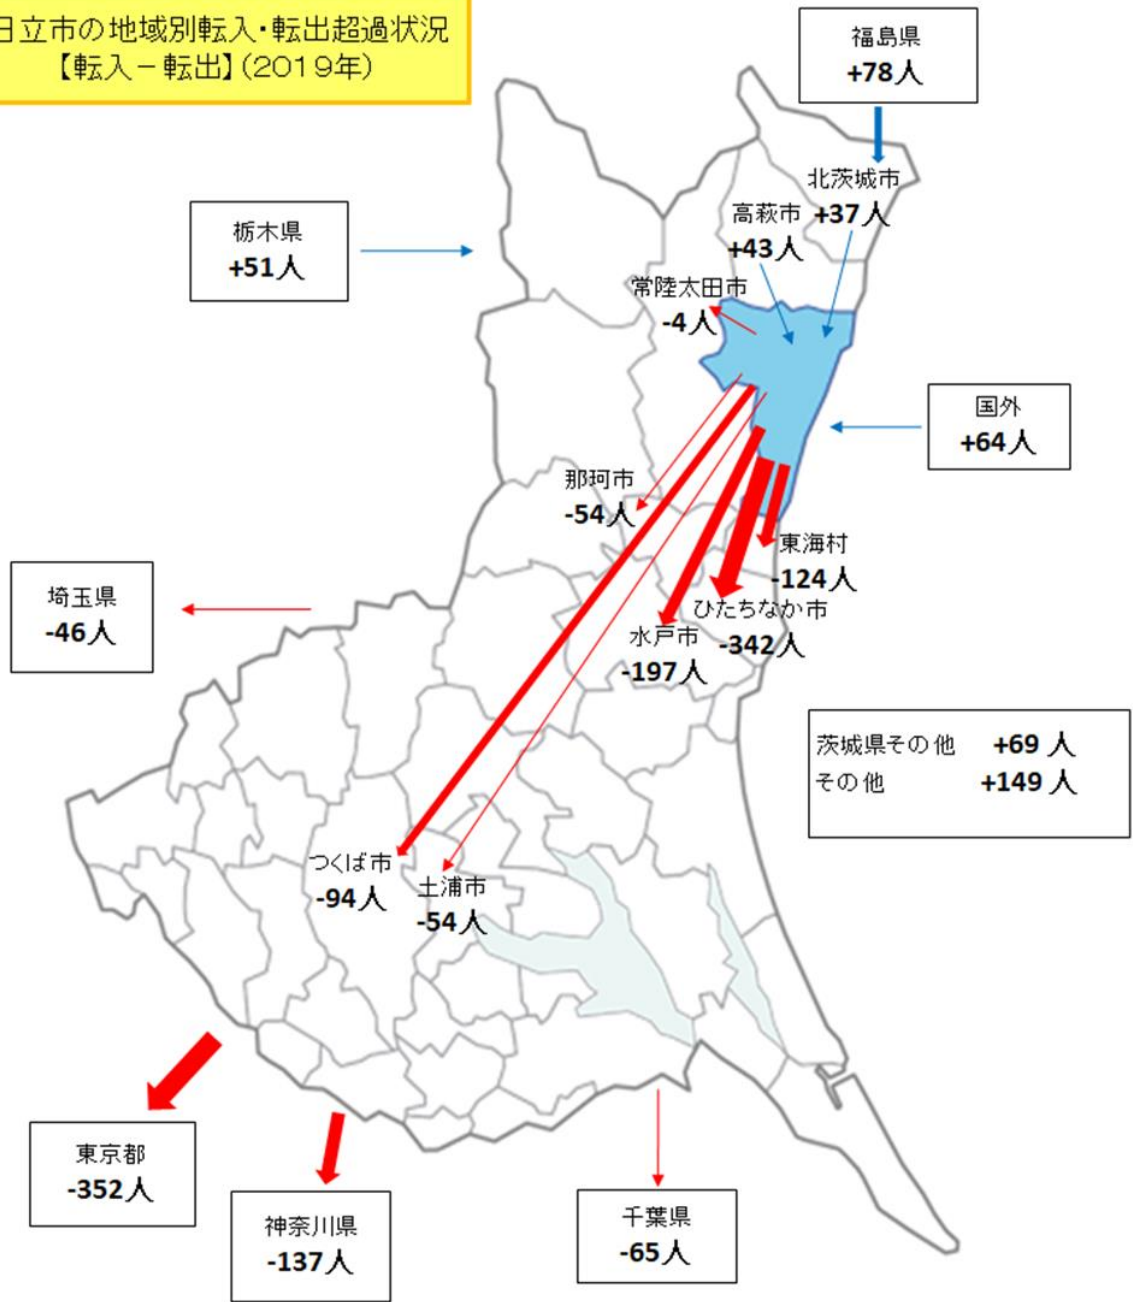 日立市の地域別転入・転出超過状況
【転入－転出】（2019年）
福島県
+78人
北茨城市
+37人
高萩市
+43人
栃木県
+51人
常陸太田市
-4人
国外
+64人
那珂市
-54人
東海村
-124人
ひたちなか市
-342人
水戸市
-197人
埼玉県
-46人
茨城県その他 +69人
その他 +149人
つくば市
-94人
土浦市
-54人
東京都
-352人
神奈川県
-137人
千葉県
-65人